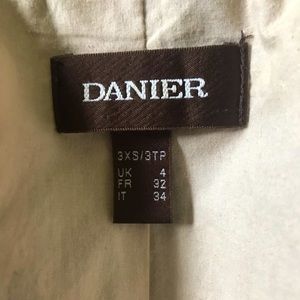 DANIER
3XS/3TP
UK 4
FR 32
IT 34